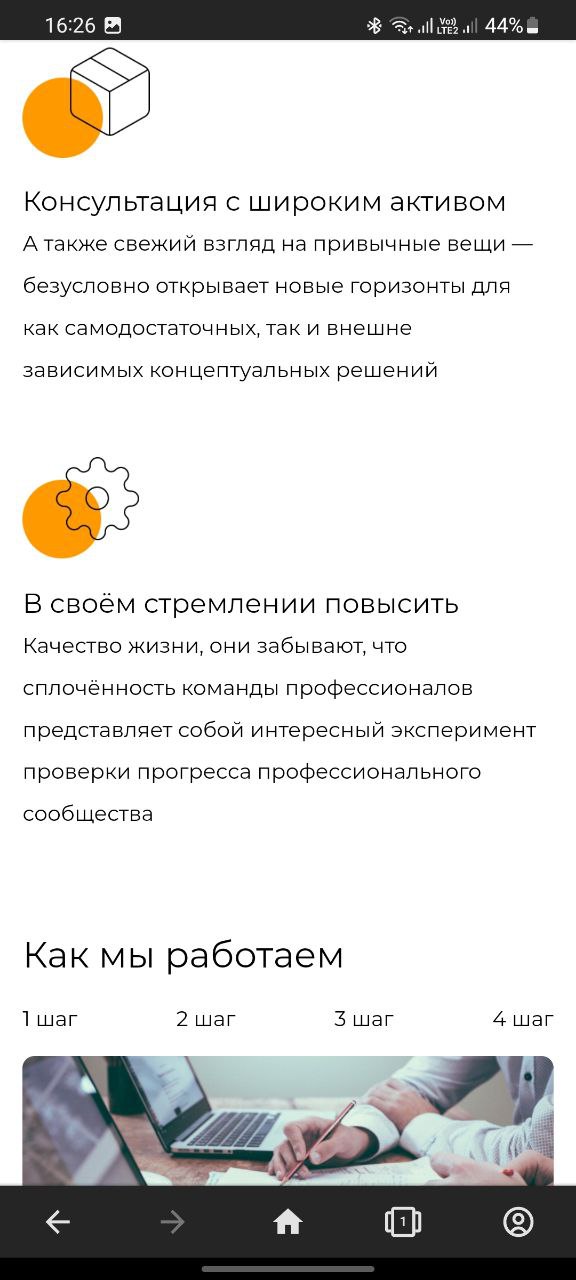 16:26 Vo)) LTE2 44%
Консультация с широким активом
А также свежий взгляд на привычные вещи —
безусловно открывает новые горизонты для
как самодостаточных, так и внешне
зависимых концептуальных решений
В своём стремлении повысить
Качество жизни, они забывают, что
сплочённость команды профессионалов
представляет собой интересный эксперимент
проверки прогресса профессионального
сообщества
Как мы работаем
1 шаг 2 шаг 3 шаг 4 шаг
1